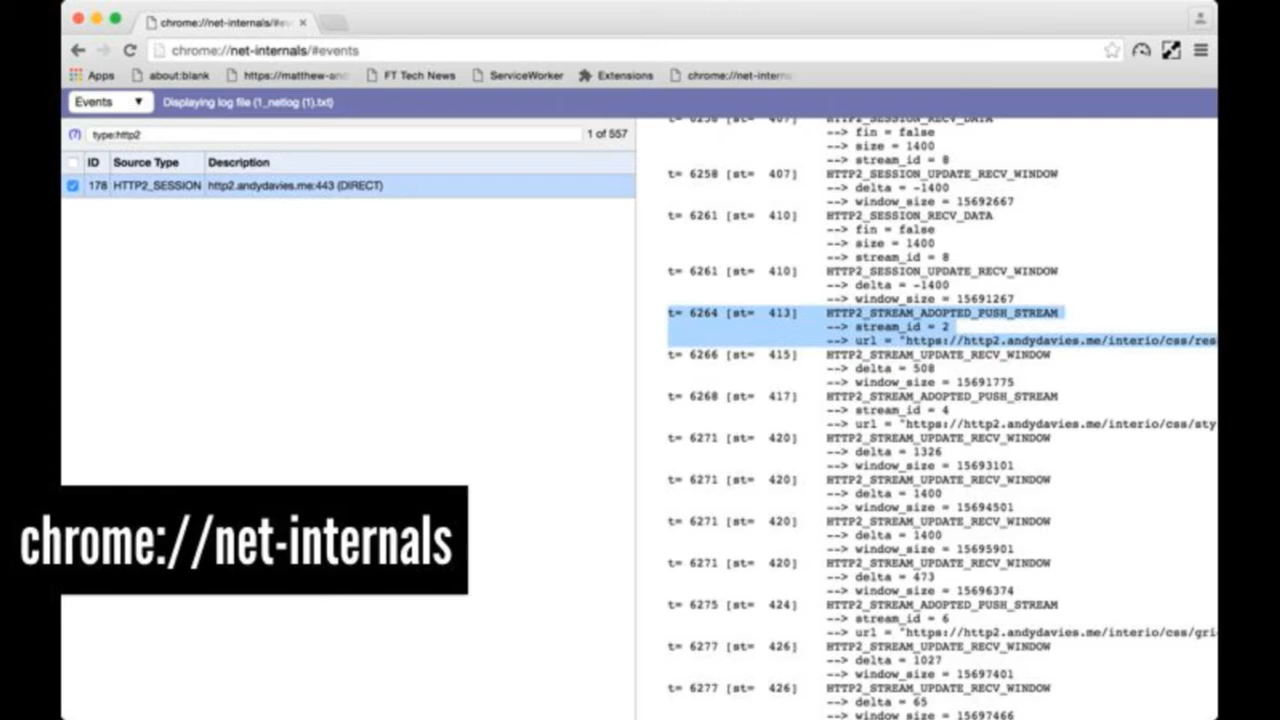 chrome://net-internals/#eve
chrome://net-internals/#events
Apps about:blank https://matthew-and FT Tech News ServiceWorker Extensions chrome://net-intern
Events ▼ Displaying log file (1_netlog (1).txt)
(?) type:http2 1 of 557
ID Source Type Description
178 HTTP2_SESSION http2.andydavies.me:443 (DIRECT)
t= 6258 [st= 407] HTTP2_SESSION_RECV_DATA
--> fin = false
--> size = 1400
--> stream_id = 8
t= 6258 [st= 407] HTTP2_SESSION_UPDATE_RECV_WINDOW
--> delta = -1400
--> window_size = 15692667
t= 6261 [st= 410] HTTP2_SESSION_RECV_DATA
--> fin = false
--> size = 1400
--> stream_id = 8
t= 6261 [st= 410] HTTP2_SESSION_UPDATE_RECV_WINDOW
--> delta = -1400
--> window_size = 15691267
t= 6264 [st= 413] HTTP2_STREAM_ADOPTED_PUSH_STREAM
--> stream_id = 2
--> url = "https://http2.andydavies.me/interio/css/res
t= 6266 [st= 415] HTTP2_STREAM_UPDATE_RECV_WINDOW
--> delta = 508
--> window_size = 15691775
t= 6268 [st= 417] HTTP2_STREAM_ADOPTED_PUSH_STREAM
--> stream_id = 4
--> url = "https://http2.andydavies.me/interio/css/sty
t= 6271 [st= 420] HTTP2_STREAM_UPDATE_RECV_WINDOW
--> delta = 1326
--> window_size = 15693101
t= 6271 [st= 420] HTTP2_STREAM_UPDATE_RECV_WINDOW
--> delta = 1400
--> window_size = 15694501
t= 6271 [st= 420] HTTP2_STREAM_UPDATE_RECV_WINDOW
--> delta = 1400
--> window_size = 15695901
t= 6271 [st= 420] HTTP2_STREAM_UPDATE_RECV_WINDOW
--> delta = 473
--> window_size = 15696374
t= 6275 [st= 424] HTTP2_STREAM_ADOPTED_PUSH_STREAM
--> stream_id = 6
--> url = "https://http2.andydavies.me/interio/css/gri
t= 6277 [st= 426] HTTP2_STREAM_UPDATE_RECV_WINDOW
--> delta = 1027
--> window_size = 15697401
t= 6277 [st= 426] HTTP2_STREAM_UPDATE_RECV_WINDOW
--> delta = 65
--> window_size = 15697466
chrome://net-internals